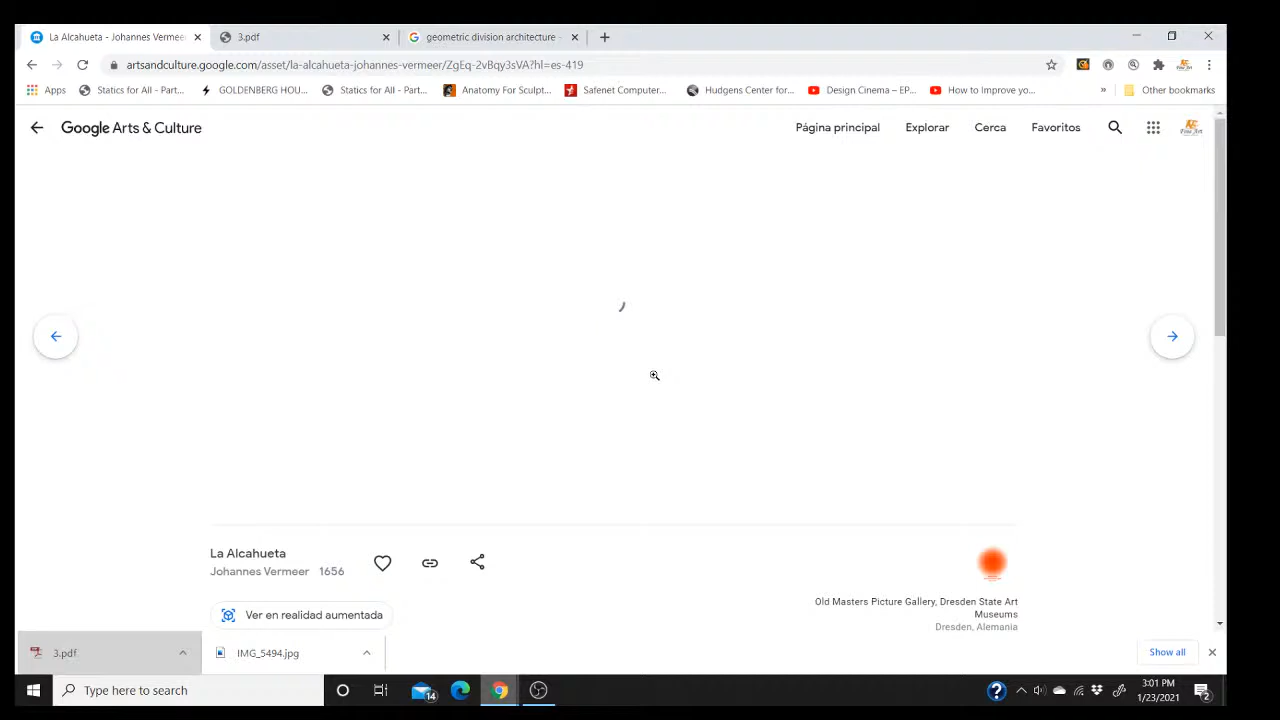 La Alcahueta - Johannes Vermeer
3.pdf
geometric division architecture -
artsandculture.google.com/asset/la-alcahueta-johannes-vermeer/ZgEq-2vBqy3sVA?hl=es-419
Apps
Statics for All - Part...
GOLDENBERG HOU...
Statics for All - Part...
Anatomy For Sculpt...
Safenet Computer...
Hudgens Center for...
Design Cinema – EP...
How to Improve yo...
»
Other bookmarks
Google Arts & Culture
Página principal
Explorar
Cerca
Favoritos
La Alcahueta
Johannes Vermeer 1656
Ver en realidad aumentada
Old Masters Picture Gallery, Dresden State Art
Museums
Dresden, Alemania
3.pdf
IMG_5494.jpg
Show all
Type here to search
14
3:01 PM
1/23/2021
2